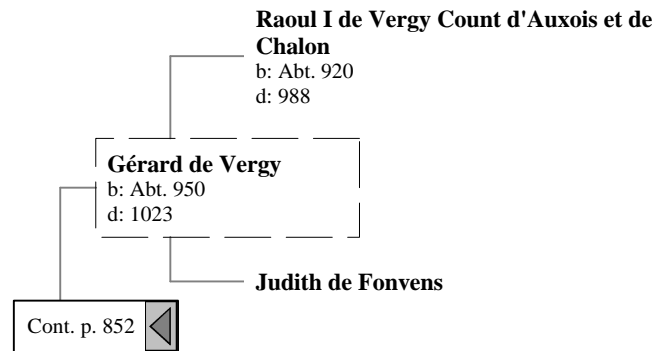 Raoul I de Vergy Count d'Auxois et de
Chalon
b: Abt. 920
d: 988
Gérard de Vergy
b: Abt. 950
d: 1023
Judith de Fonvens
Cont. p. 852